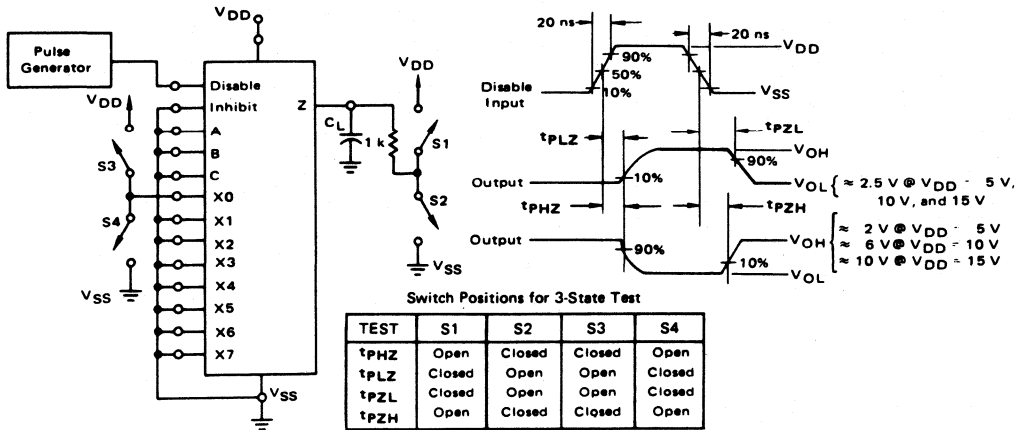 VDD
Pulse
Generator
Disable
Inhibit
A
B
C
X0
X1
X2
X3
X4
X5
X6
X7
Z
VDD
S3
S4
VSS
VSS
CL
1 k
VDD
S1
S2
VSS
20 ns
20 ns
VDD
90%
50%
10%
Disable
Input
VSS
tPLZ
tPZL
VOH
90%
10%
Output
VOL { ≈ 2.5 V @ VDD - 5 V,
10 V, and 15 V
tPHZ
tPZH
Output
90%
10%
VOH { ≈ 2 V @ VDD - 5 V
≈ 6 V @ VDD = 10 V
≈ 10 V @ VDD = 15 V
VOL
Switch Positions for 3-State Test
TEST S1 S2 S3 S4
tPHZ Open Closed Closed Open
tPLZ Closed Open Open Closed
tPZL Closed Open Open Closed
tPZH Open Closed Closed Open